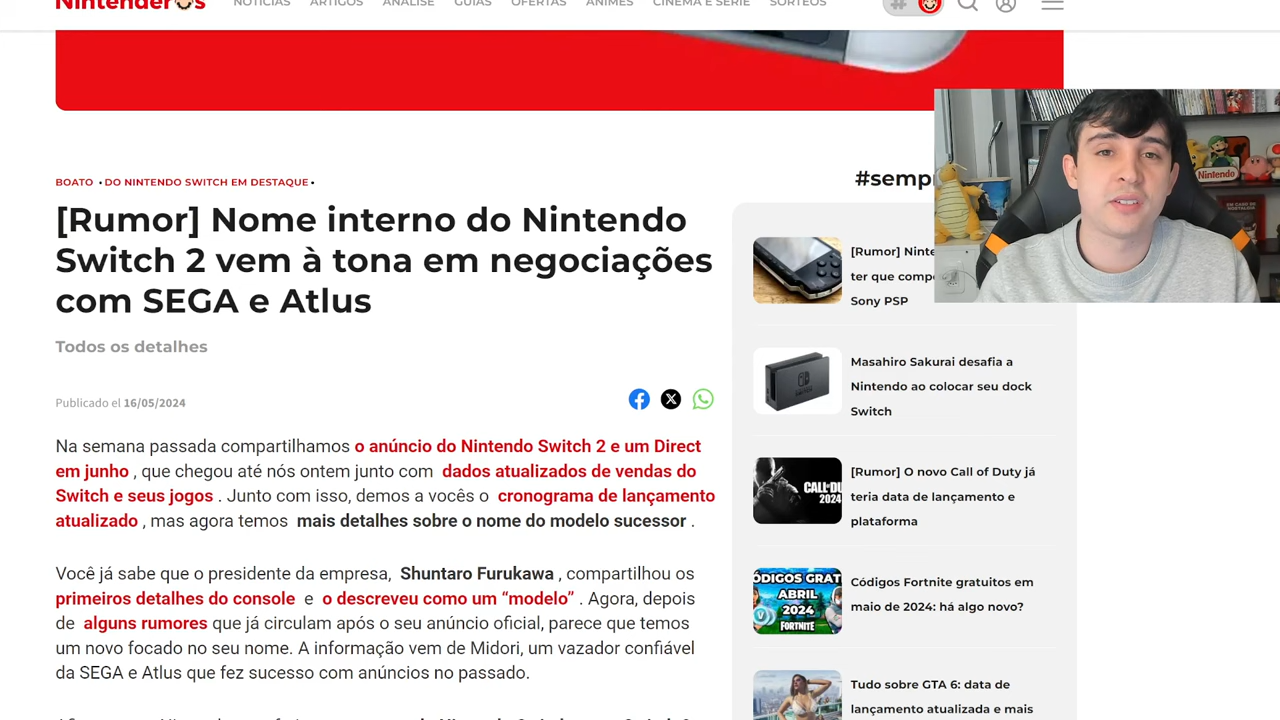 Nintenderos
NOTÍCIAS ARTIGOS ANÁLISE GUIAS OFERTAS ANIMES CINEMA E SÉRIE SORTEOS
BOATO • DO NINTENDO SWITCH EM DESTAQUE •
[Rumor] Nome interno do Nintendo
Switch 2 vem à tona em negociações
com SEGA e Atlus
Todos os detalhes
Publicado el 16/05/2024
Na semana passada compartilhamos o anúncio do Nintendo Switch 2 e um Direct
em junho , que chegou até nós ontem junto com dados atualizados de vendas do
Switch e seus jogos . Junto com isso, demos a vocês o cronograma de lançamento
atualizado , mas agora temos mais detalhes sobre o nome do modelo sucessor .
Você já sabe que o presidente da empresa, Shuntaro Furukawa , compartilhou os
primeiros detalhes do console e o descreveu como um “modelo” . Agora, depois
de alguns rumores que já circulam após o seu anúncio oficial, parece que temos
um novo focado no seu nome. A informação vem de Midori, um vazador confiável
da SEGA e Atlus que fez sucesso com anúncios no passado.
#semp
[Rumor] Ninte
ter que comp
Sony PSP
Masahiro Sakurai desafia a
Nintendo ao colocar seu dock
Switch
CALL OF DU
2024
[Rumor] O novo Call of Duty já
teria data de lançamento e
plataforma
ÓDIGOS GRAT
ABRIL
2024
FORTNITE
Códigos Fortnite gratuitos em
maio de 2024: há algo novo?
Tudo sobre GTA 6: data de
lançamento atualizada e mais
Nintendo